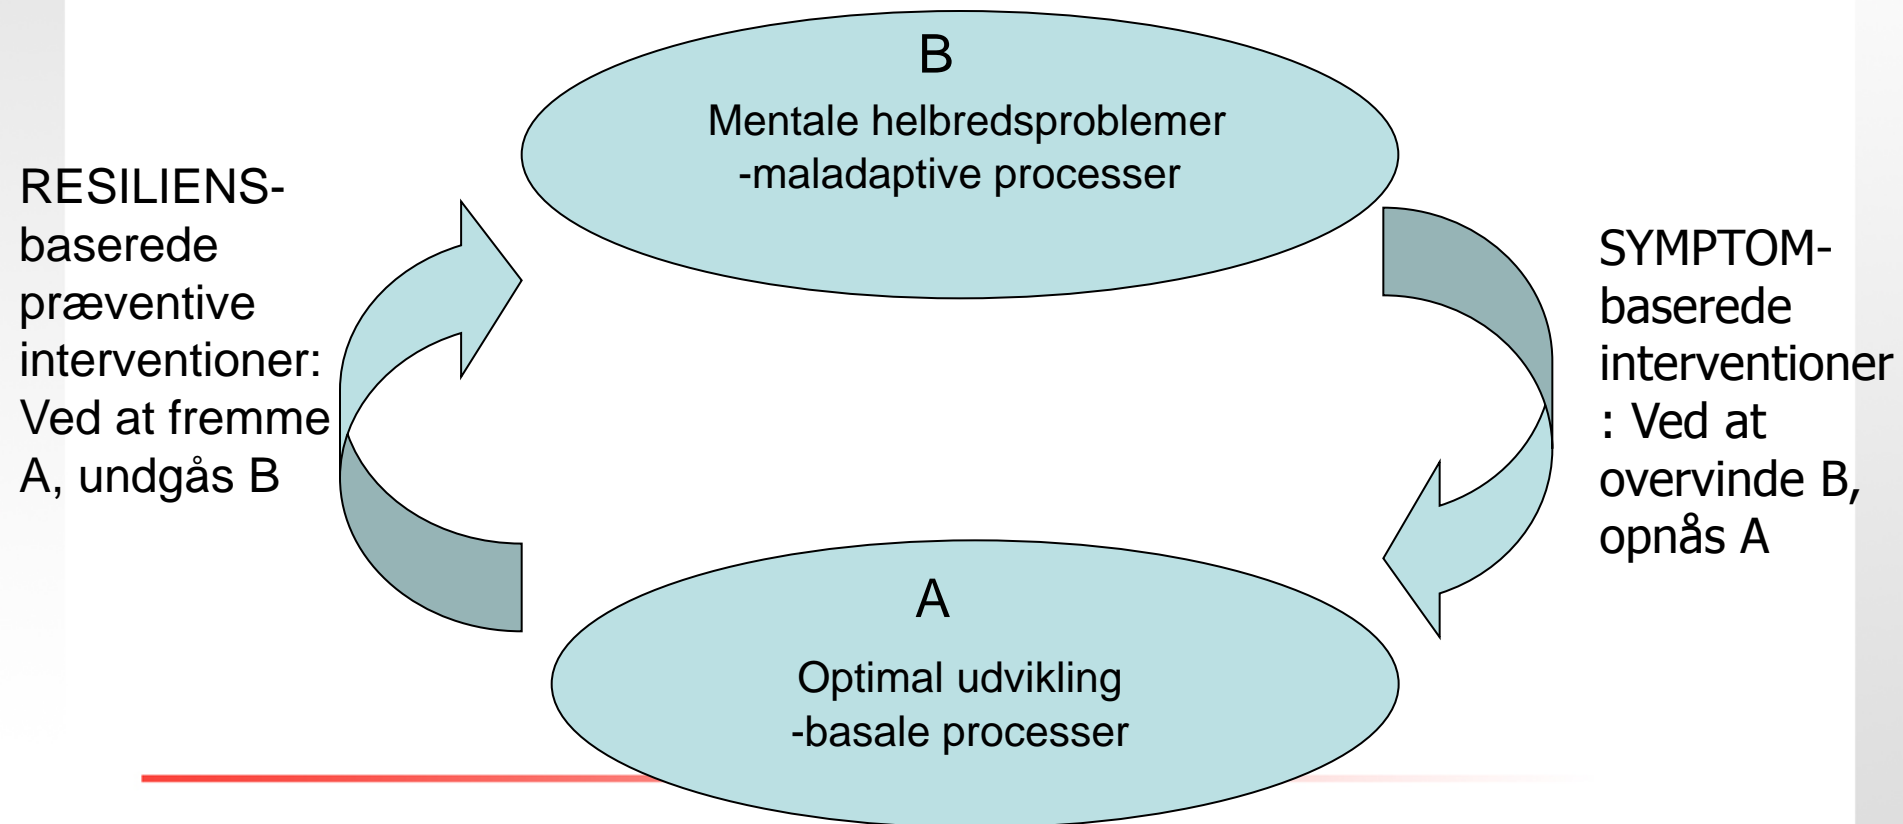 B
Mentale helbredsproblemer
-maladaptive processer
RESILIENS-
baserede
præventive
interventioner:
Ved at fremme
A, undgås B
SYMPTOM-
baserede
interventioner
: Ved at
overvinde B,
opnås A
A
Optimal udvikling
-basale processer